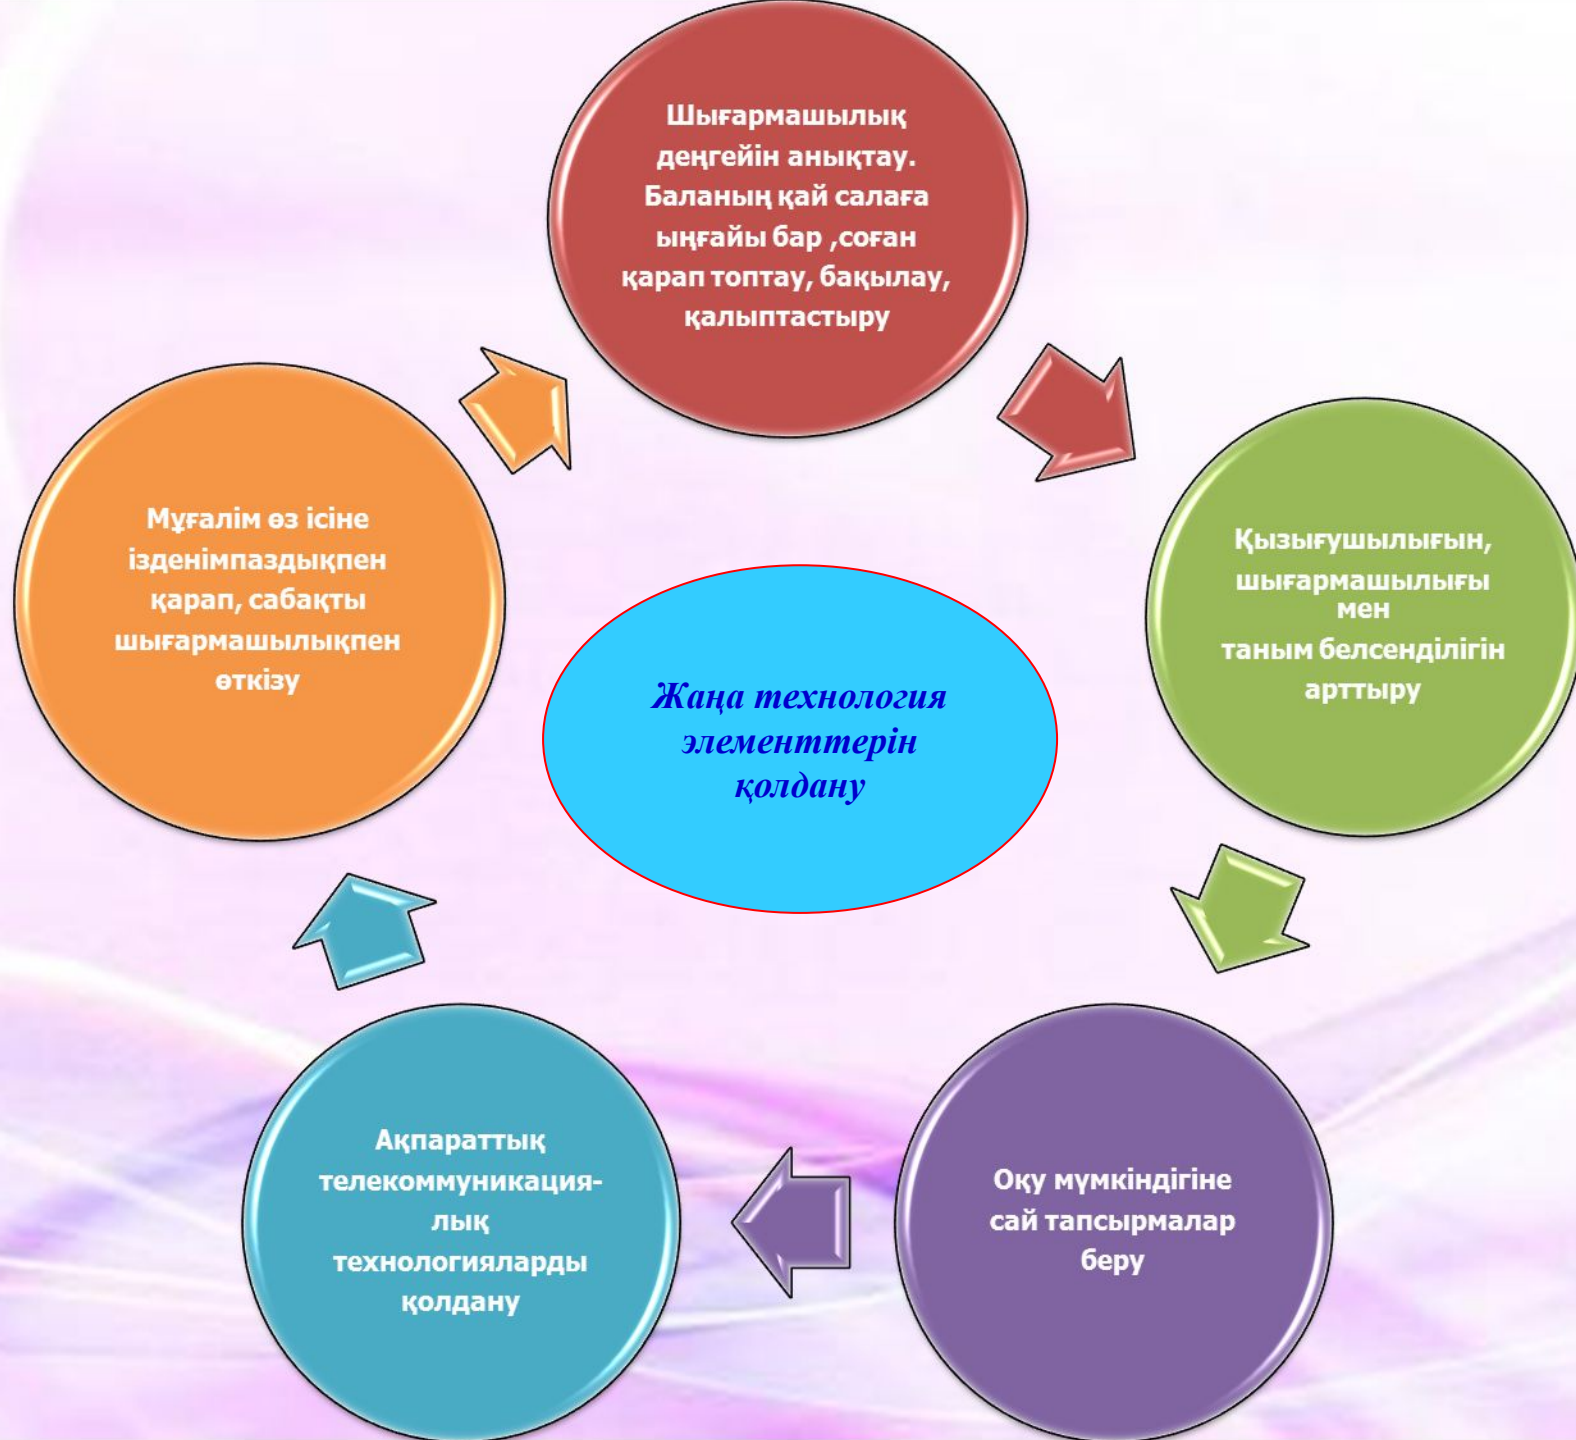 Шығармашылық
деңгейін анықтау.
Баланың қай салаға
ыңғайы бар ,соған
қарап топтау, бақылау,
қалыптастыру
Қызығушылығын,
шығармашылығы
мен
таным белсенділігін
арттыру
Оқу мүмкіндігіне
сай тапсырмалар
беру
Ақпараттық
телекоммуникация-
лық
технологияларды
қолдану
Мұғалім өз ісіне
ізденімпаздықпен
қарап, сабақты
шығармашылықпен
өткізу
Жаңа технология
элементтерін
қолдану